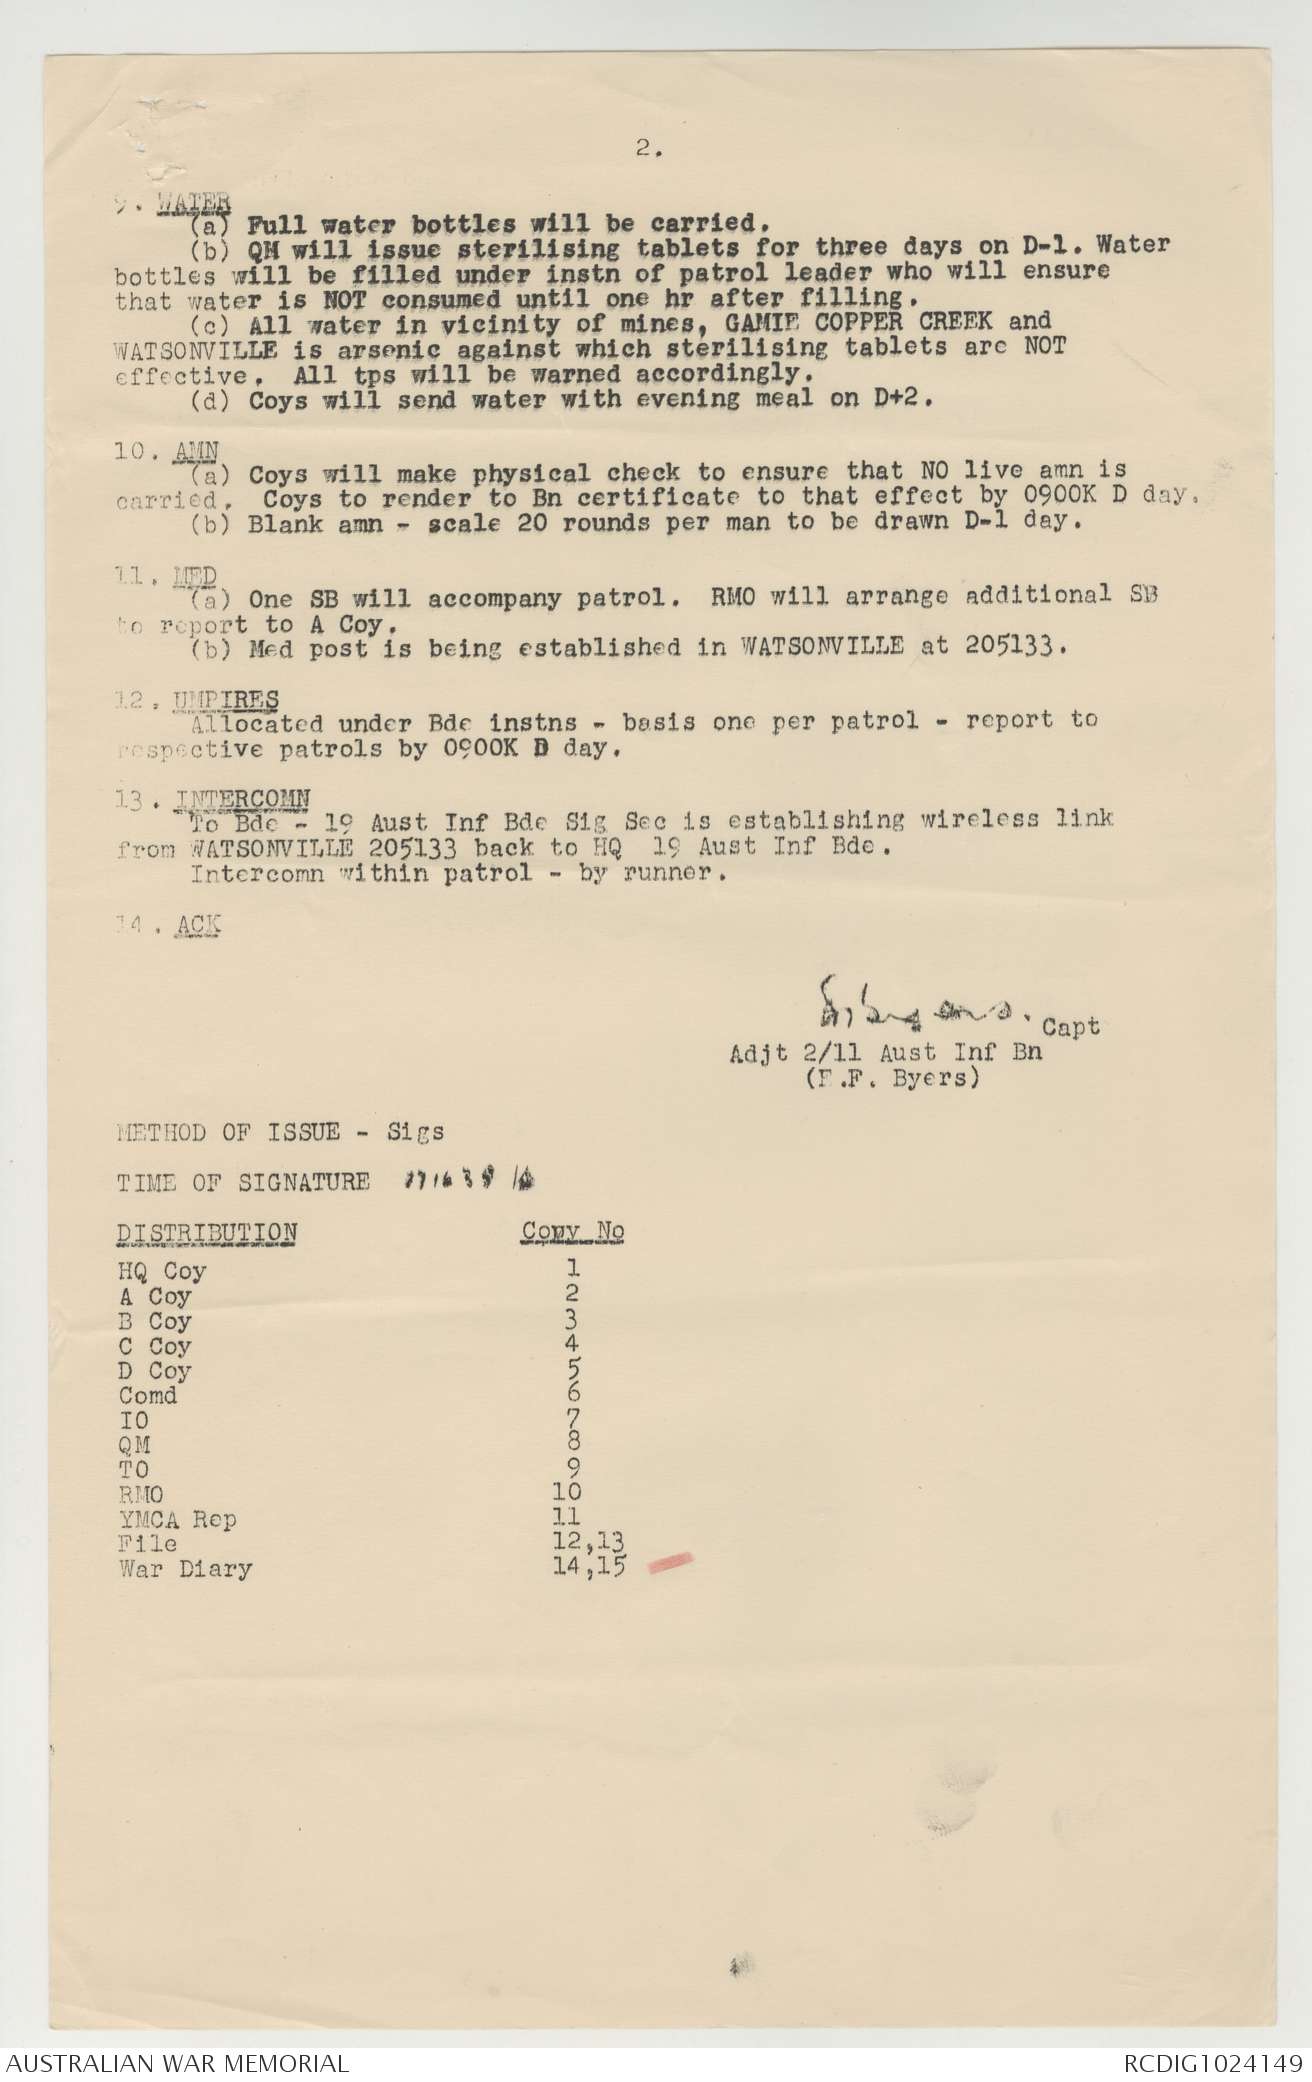 2.
9. WATER
(a) Full water bottles will be carried.
(b) QM will issue sterilising tablets for three days on D-1. Water
bottles will be filled under instn of patrol leader who will ensure
that water is NOT consumed until one hr after filling.
(c) All water in vicinity of mines, GAMIE COPPER CREEK and
WATSONVILLE is arsenic against which sterilising tablets are NOT
effective. All tps will be warned accordingly.
(d) Coys will send water with evening meal on D+2.
10. AMN
(a) Coys will make physical check to ensure that NO live amn is
carried. Coys to render to Bn certificate to that effect by 0900K D day.
(b) Blank amn - scale 20 rounds per man to be drawn D-1 day.
11. MED
(a) One SB will accompany patrol. RMO will arrange additional SB
to report to A Coy.
(b) Med post is being established in WATSONVILLE at 205133.
12. UMPIRES
Allocated under Bde instns - basis one per patrol - report to
respective patrols by 0900K D day.
13. INTERCOMN
To Bde - 19 Aust Inf Bde Sig Sec is establishing wireless link
from WATSONVILLE 205133 back to HQ 19 Aust Inf Bde.
Intercomn within patrol - by runner.
14. ACK
Capt
Adjt 2/11 Aust Inf Bn
(F.F. Byers)
METHOD OF ISSUE - Sigs
TIME OF SIGNATURE
DISTRIBUTION Copy No
HQ Coy 1
A Coy 2
B Coy 3
C Coy 4
D Coy 5
Comd 6
IO 7
QM 8
TO 9
RMO 10
YMCA Rep 11
File 12,13
War Diary 14,15
AUSTRALIAN WAR MEMORIAL RCDIG1024149